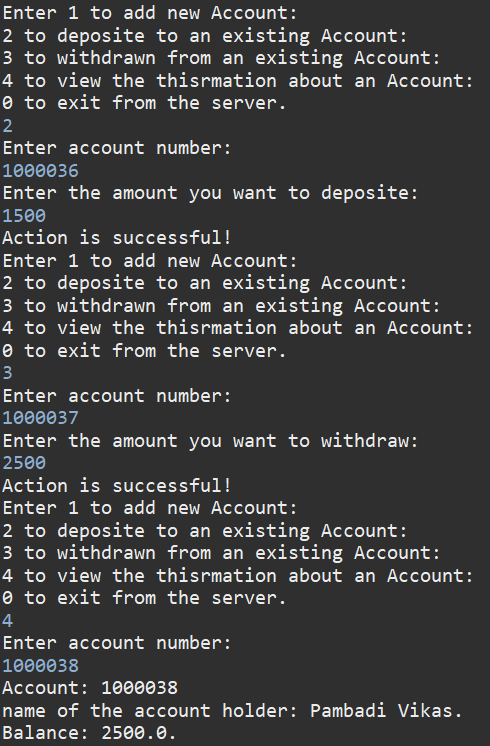 Enter 1 to add new Account:
2 to deposite to an existing Account:
3 to withdrawn from an existing Account:
4 to view the thisrmation about an Account:
0 to exit from the server.
2
Enter account number:
1000036
Enter the amount you want to deposite:
1500
Action is successful!
Enter 1 to add new Account:
2 to deposite to an existing Account:
3 to withdrawn from an existing Account:
4 to view the thisrmation about an Account:
0 to exit from the server.
3
Enter account number:
1000037
Enter the amount you want to withdraw:
2500
Action is successful!
Enter 1 to add new Account:
2 to deposite to an existing Account:
3 to withdrawn from an existing Account:
4 to view the thisrmation about an Account:
0 to exit from the server.
4
Enter account number:
1000038
Account: 1000038
name of the account holder: Pambadi Vikas.
Balance: 2500.0.